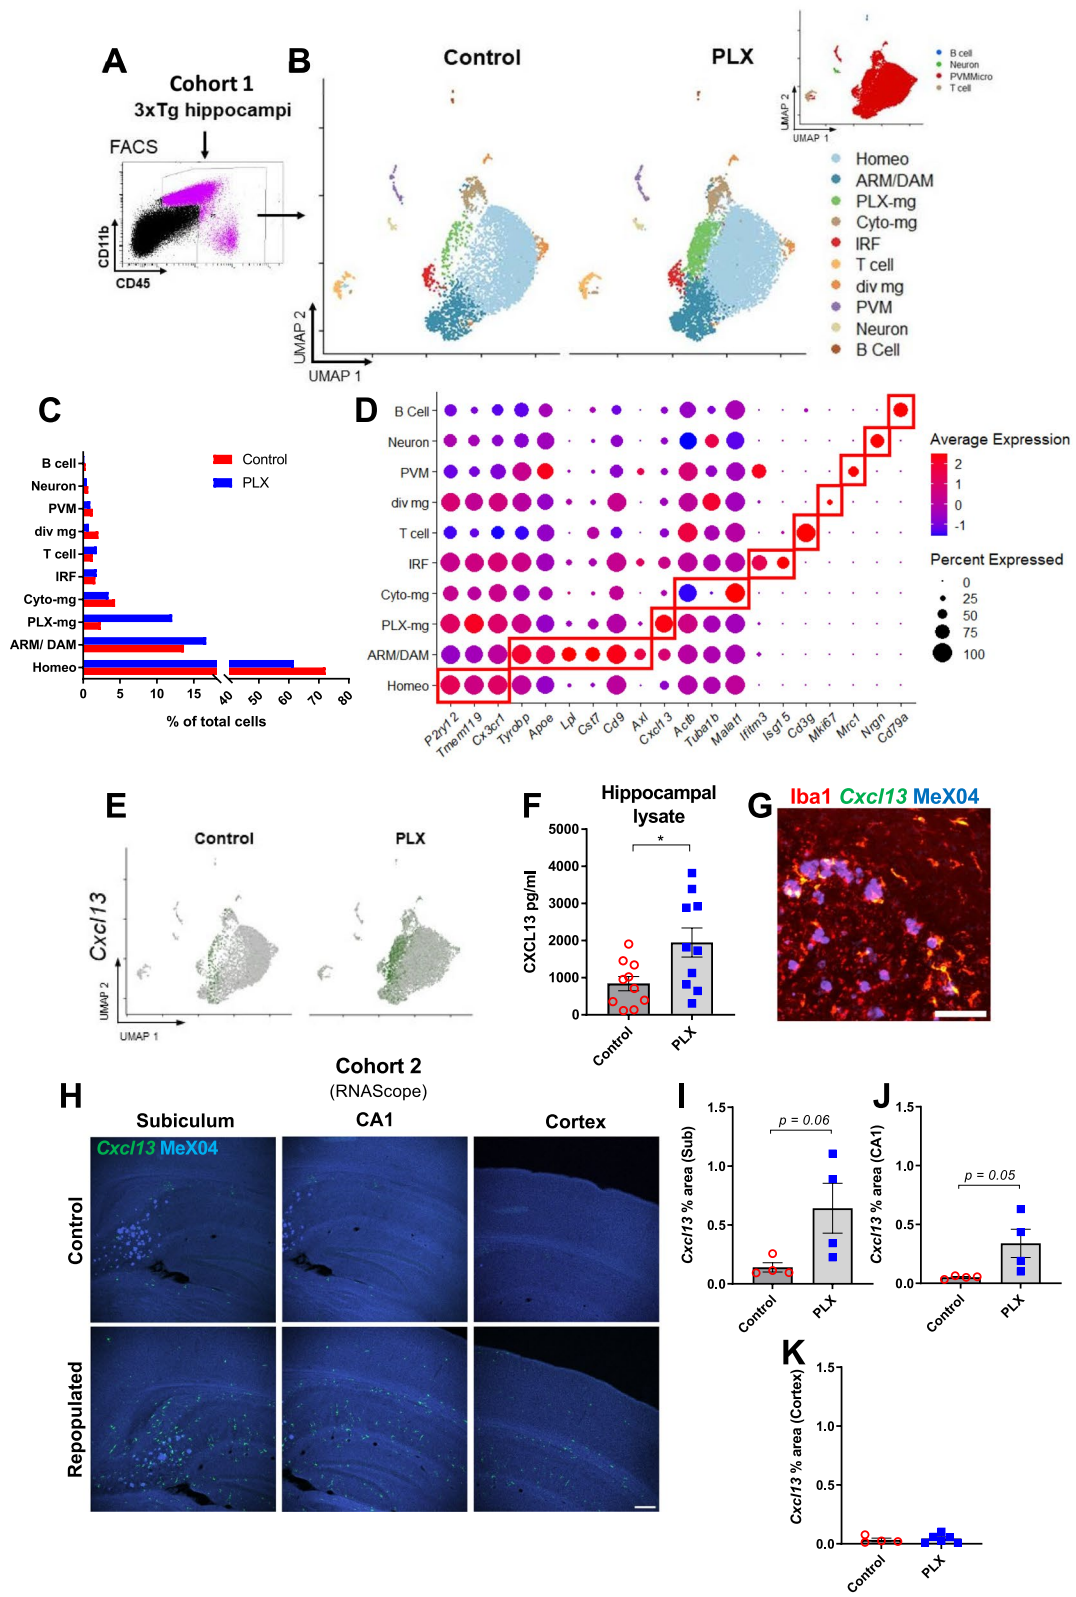 A
Cohort 1
3xTg hippocampi
FACS
CD11b
CD45
B
Control
PLX
UMAP 2
UMAP 1
B cell
Neuron
PVMMicro
T cell
UMAP 2
UMAP 1
Homeo
ARM/DAM
PLX-mg
Cyto-mg
IRF
T cell
div mg
PVM
Neuron
B Cell
C
B cell
Neuron
PVM
div mg
T cell
IRF
Cyto-mg
PLX-mg
ARM/ DAM
Homeo
Control
PLX
0 5 10 15 40 50 60 70 80
% of total cells
D
B Cell
Neuron
PVM
div mg
T cell
IRF
Cyto-mg
PLX-mg
ARM/DAM
Homeo
P2ry12 Tmem119 Cx3cr1 Tyrobp Apoe Lpl Cst7 Cd9 Axl Cxcl13 Actb Tuba1b Malat1 Ifitm3 Isg15 Cd3g Mki67 Mrc1 Nrgn Cd79a
Average Expression
2
1
0
-1
Percent Expressed
0
25
50
75
100
E
Control
PLX
Cxcl13
UMAP 2
UMAP 1
F
Hippocampal
lysate
CXCL13 pg/ml
5000
4000
3000
2000
1000
0
*
Control
PLX
G
Iba1 Cxcl13 MeX04
Cohort 2
(RNAScope)
H
Subiculum
CA1
Cortex
Cxcl13 MeX04
Control
Repopulated
I
Cxcl13 % area (Sub)
1.5
1.0
0.5
0.0
p = 0.06
Control
PLX
J
Cxcl13 % area (CA1)
1.5
1.0
0.5
0.0
p = 0.05
Control
PLX
K
Cxcl13 % area (Cortex)
1.5
1.0
0.5
0.0
Control
PLX